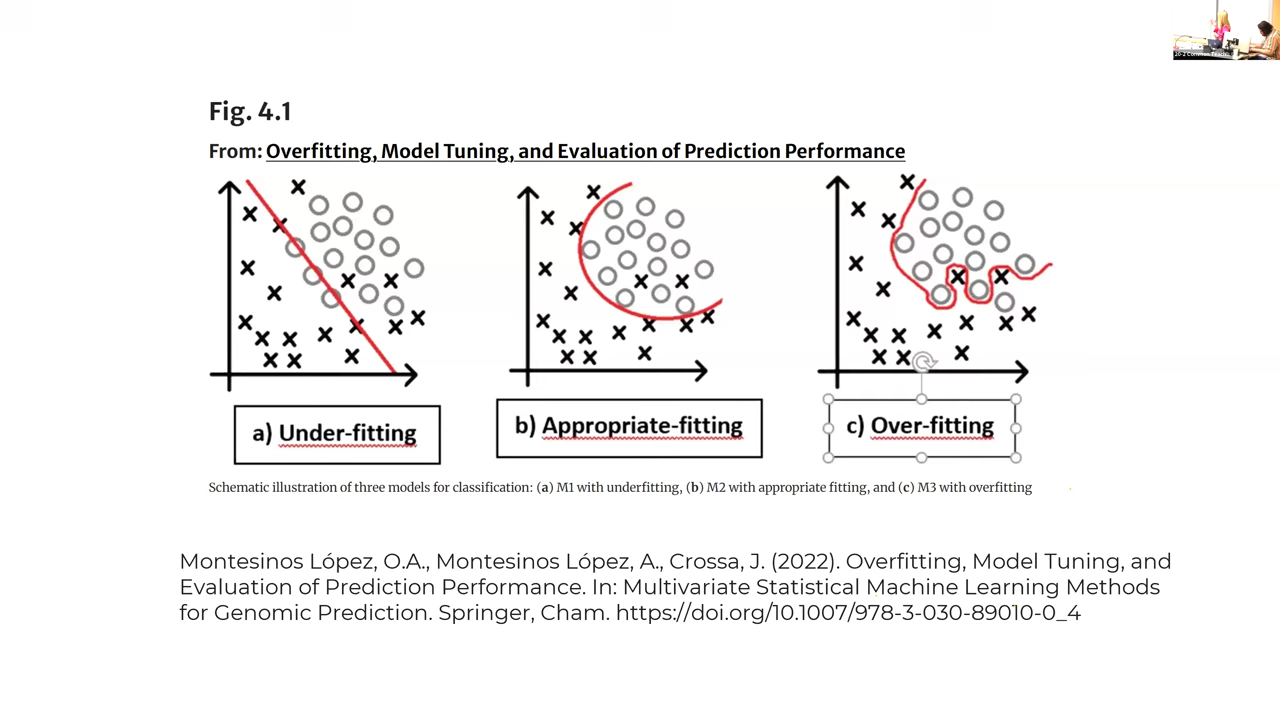 Fig. 4.1
From: Overfitting, Model Tuning, and Evaluation of Prediction Performance
a) Under-fitting
b) Appropriate-fitting
c) Over-fitting
Schematic illustration of three models for classification: (a) M1 with underfitting, (b) M2 with appropriate fitting, and (c) M3 with overfitting
Montesinos López, O.A., Montesinos López, A., Crossa, J. (2022). Overfitting, Model Tuning, and
Evaluation of Prediction Performance. In: Multivariate Statistical Machine Learning Methods
for Genomic Prediction. Springer, Cham. https://doi.org/10.1007/978-3-030-89010-0_4